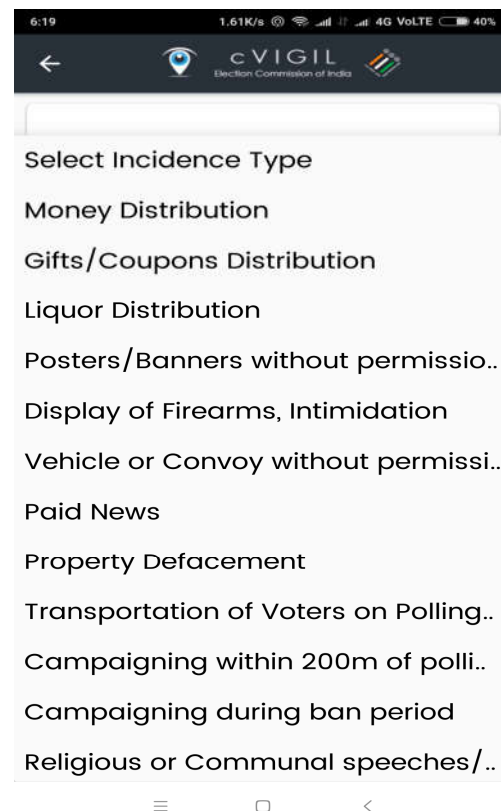 6:19 1.61K/s 4G VoLTE 40%
cVIGIL
Election Commission of India
Select Incidence Type
Money Distribution
Gifts/Coupons Distribution
Liquor Distribution
Posters/Banners without permissio..
Display of Firearms, Intimidation
Vehicle or Convoy without permissi..
Paid News
Property Defacement
Transportation of Voters on Polling..
Campaigning within 200m of polli..
Campaigning during ban period
Religious or Communal speeches/..